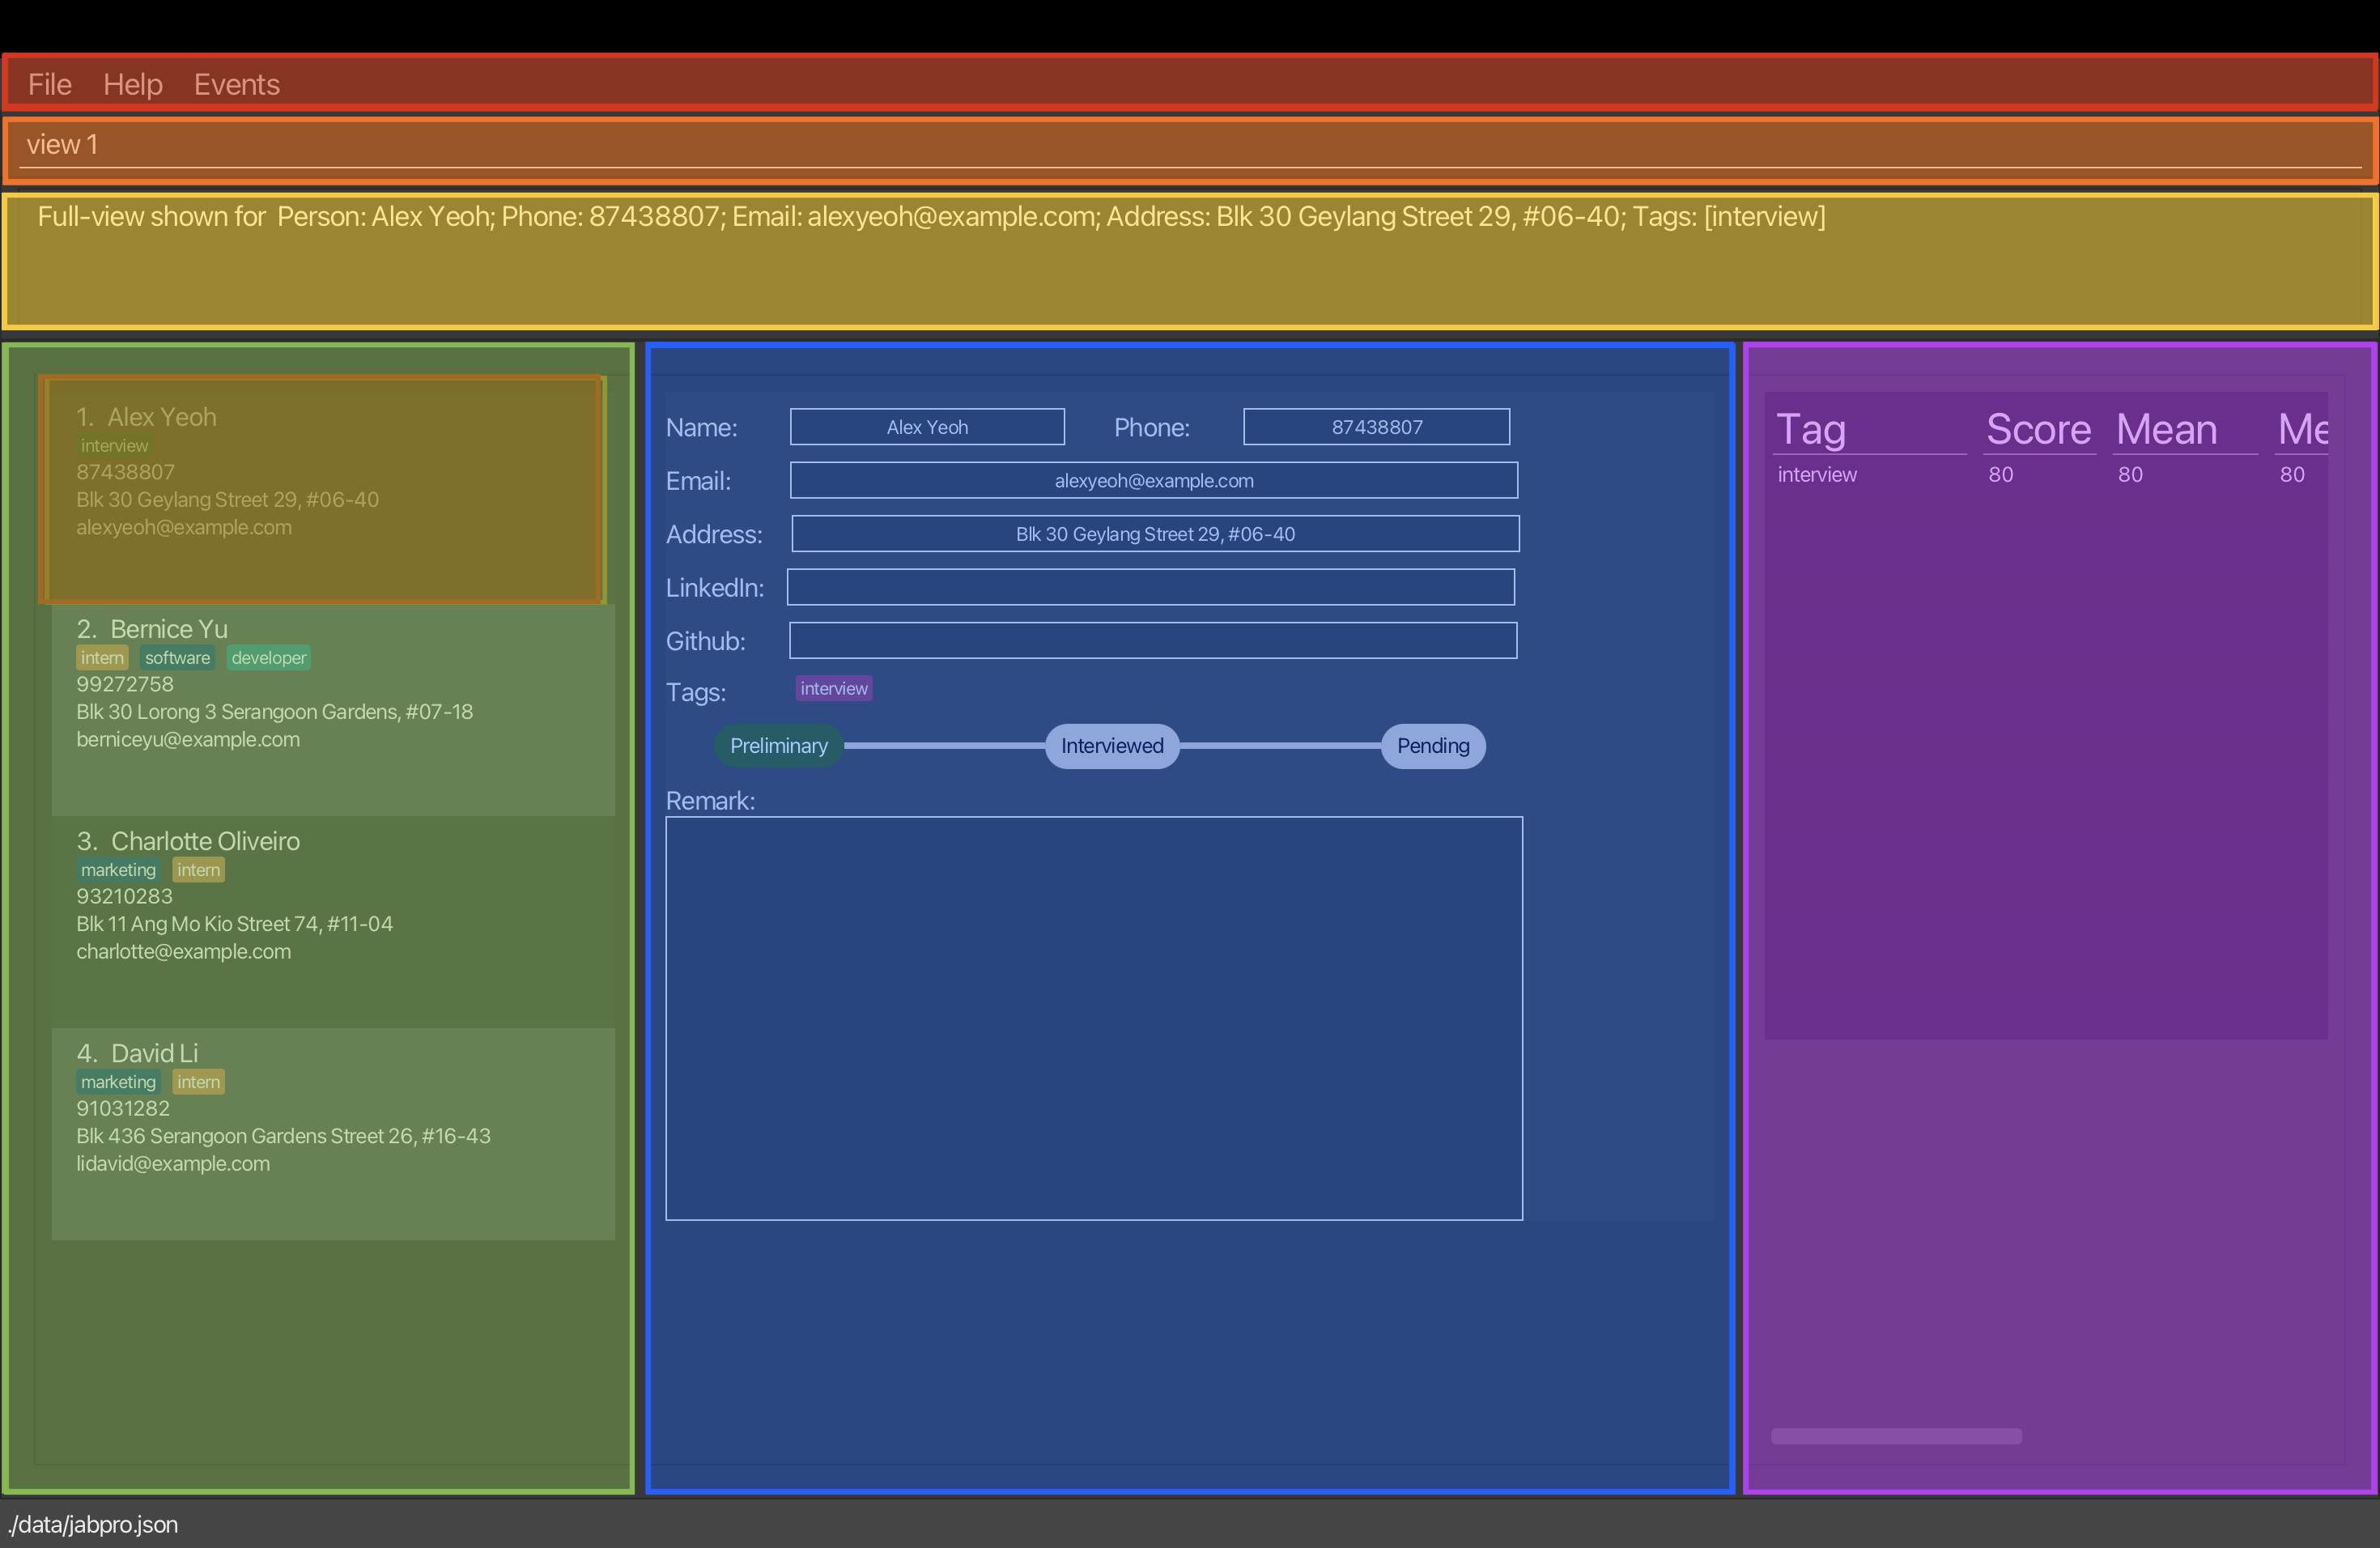 File Help Events
view 1
Full-view shown for  Person: Alex Yeoh; Phone: 87438807; Email: alexyeoh@example.com; Address: Blk 30 Geylang Street 29, #06-40; Tags: [interview]
1. Alex Yeoh
interview
87438807
Blk 30 Geylang Street 29, #06-40
alexyeoh@example.com
2. Bernice Yu
intern software developer
99272758
Blk 30 Lorong 3 Serangoon Gardens, #07-18
berniceyu@example.com
3. Charlotte Oliveiro
marketing intern
93210283
Blk 11 Ang Mo Kio Street 74, #11-04
charlotte@example.com
4. David Li
marketing intern
91031282
Blk 436 Serangoon Gardens Street 26, #16-43
lidavid@example.com
Name: Alex Yeoh Phone: 87438807
Email: alexyeoh@example.com
Address: Blk 30 Geylang Street 29, #06-40
LinkedIn:
Github:
Tags: interview
Preliminary Interviewed Pending
Remark:
Tag Score Mean Me
interview 80 80 80
./data/jabpro.json